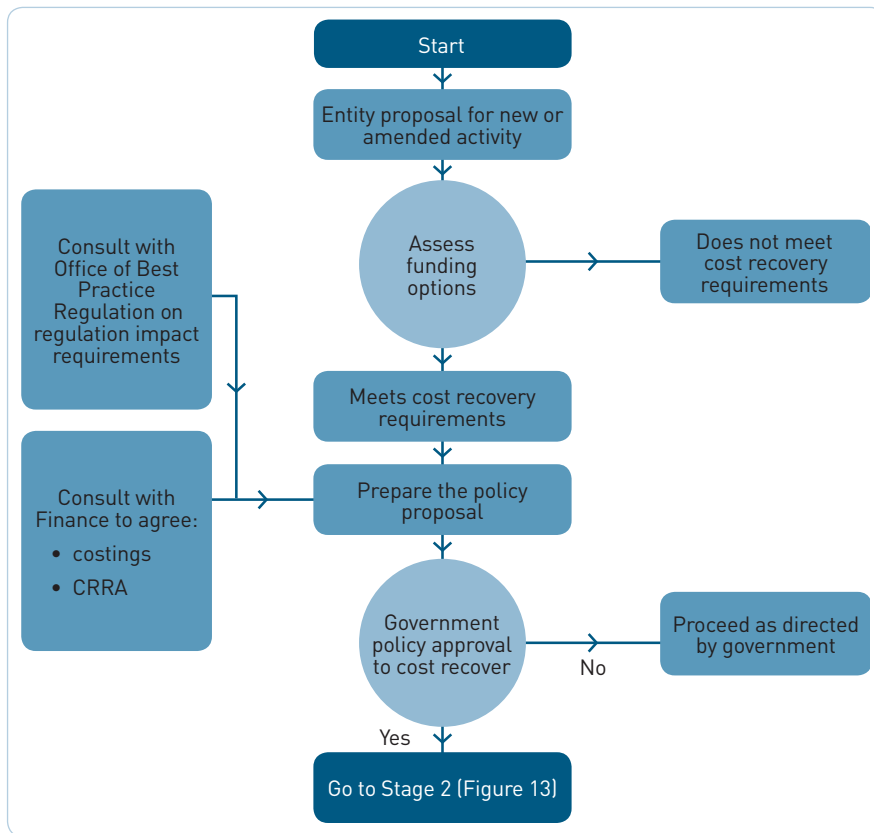 Start
Entity proposal for new or
amended activity
Assess
funding
options
Does not meet
cost recovery
requirements
Consult with
Office of Best
Practice
Regulation on
regulation impact
requirements
Meets cost recovery
requirements
Consult with
Finance to agree:
• costings
• CRRA
Prepare the policy
proposal
Government
policy approval
to cost recover
No
Proceed as directed
by government
Yes
Go to Stage 2 (Figure 13)